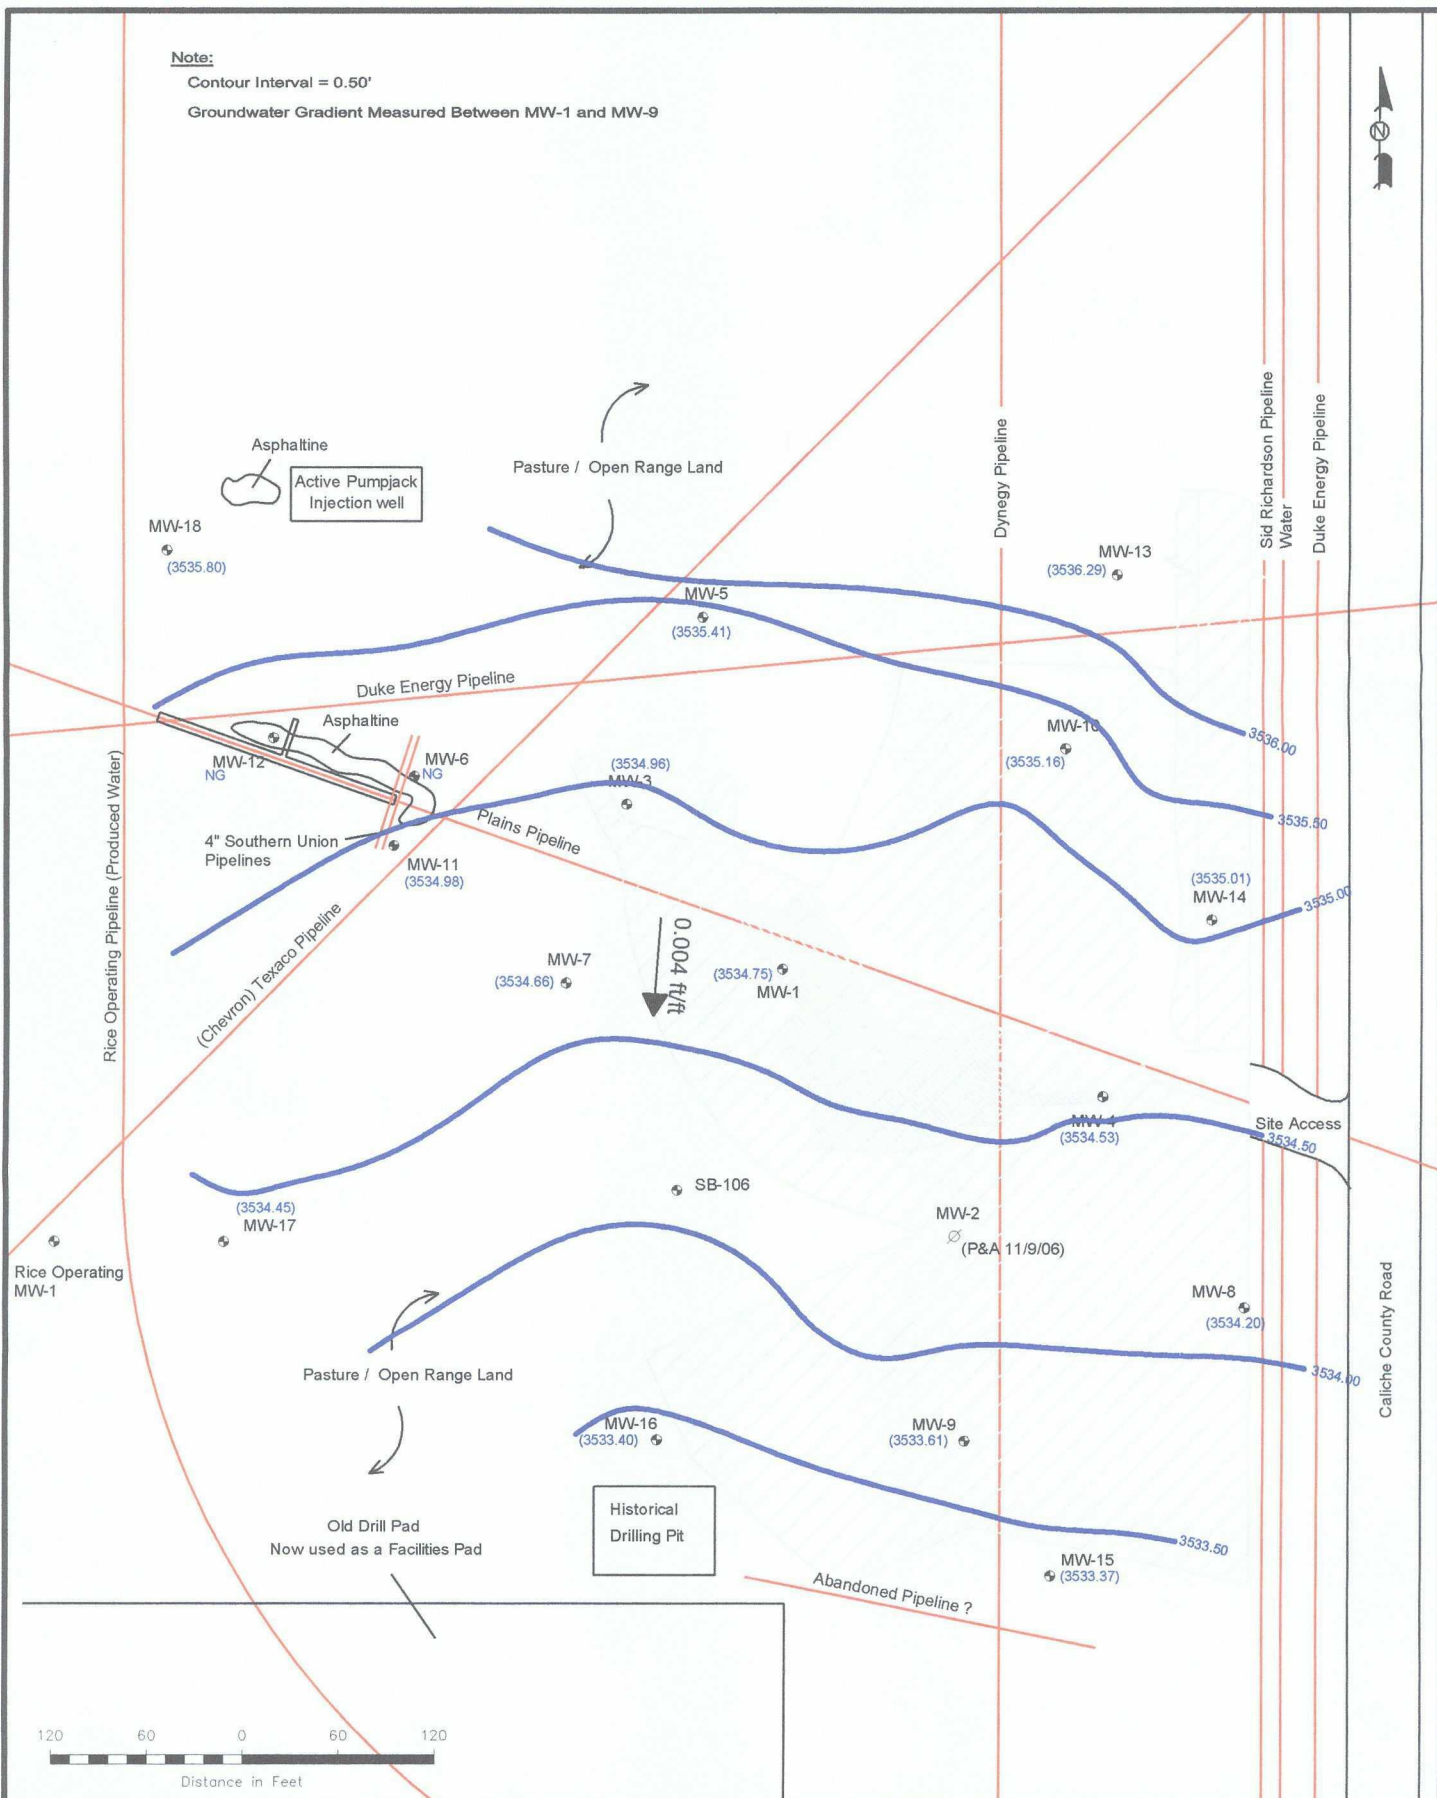 Note:
Contour Interval = 0.50'
Groundwater Gradient Measured Between MW-1 and MW-9
N
Asphaltine
Active Pumpjack
Injection well
Pasture / Open Range Land
Dynegy Pipeline
Sid Richardson Pipeline
Water
Duke Energy Pipeline
MW-18
(3535.80)
MW-13
(3536.29)
MW-5
(3535.41)
Duke Energy Pipeline
Asphaltine
MW-12
NG
MW-6
NG
(3534.96)
MW-3
MW-10
(3535.16)
3536.00
3535.50
4" Southern Union
Pipelines
Plains Pipeline
MW-11
(3534.98)
(3535.01)
MW-14
3535.00
Rice Operating Pipeline (Produced Water)
(Chevron) Texaco Pipeline
MW-7
(3534.66)
0.004 ft/ft
(3534.75)
MW-1
MW-4
(3534.53)
Site Access
3534.50
SB-106
(3534.45)
MW-17
MW-2
(P&A 11/9/06)
Rice Operating
MW-1
MW-8
(3534.20)
Caliche County Road
Pasture / Open Range Land
3534.00
MW-16
(3533.40)
MW-9
(3533.61)
Historical
Drilling Pit
Old Drill Pad
Now used as a Facilities Pad
3533.50
MW-15
(3533.37)
Abandoned Pipeline ?
120 60 0 60 120
Distance in Feet